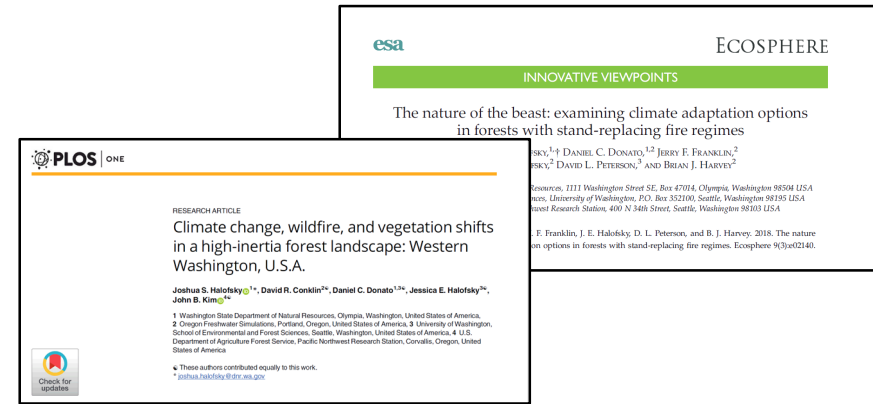 esa
ECOSPHERE
INNOVATIVE VIEWPOINTS
The nature of the beast: examining climate adaptation options
in forests with stand-replacing fire regimes
DANIEL C. DONATO,1,2 JERRY F. FRANKLIN,2
DAVID L. PETERSON,3 AND BRIAN J. HARVEY2
Resources, 1111 Washington Street SE, Box 47014, Olympia, Washington 98504 USA
University of Washington, P.O. Box 352100, Seattle, Washington 98195 USA
Research Station, 400 N 34th Street, Seattle, Washington 98103 USA
F. Franklin, J. E. Halofsky, D. L. Peterson, and B. J. Harvey. 2018. The nature
options in forests with stand-replacing fire regimes. Ecosphere 9(3):e02140.
PLOS ONE
RESEARCH ARTICLE
Climate change, wildfire, and vegetation shifts
in a high-inertia forest landscape: Western
Washington, U.S.A.
Joshua S. Halofsky1*, David R. Conklin2☯, Daniel C. Donato1,3☯, Jessica E. Halofsky3☯,
John B. Kim4☯
1 Washington State Department of Natural Resources, Olympia, Washington, United States of America,
2 Oregon Freshwater Simulations, Portland, Oregon, United States of America, 3 University of Washington,
School of Environmental and Forest Sciences, Seattle, Washington, United States of America, 4 U.S.
Department of Agriculture Forest Service, Pacific Northwest Research Station, Corvallis, Oregon, United
States of America
☯ These authors contributed equally to this work.
* joshua.halofsky@dnr.wa.gov
Check for
updates